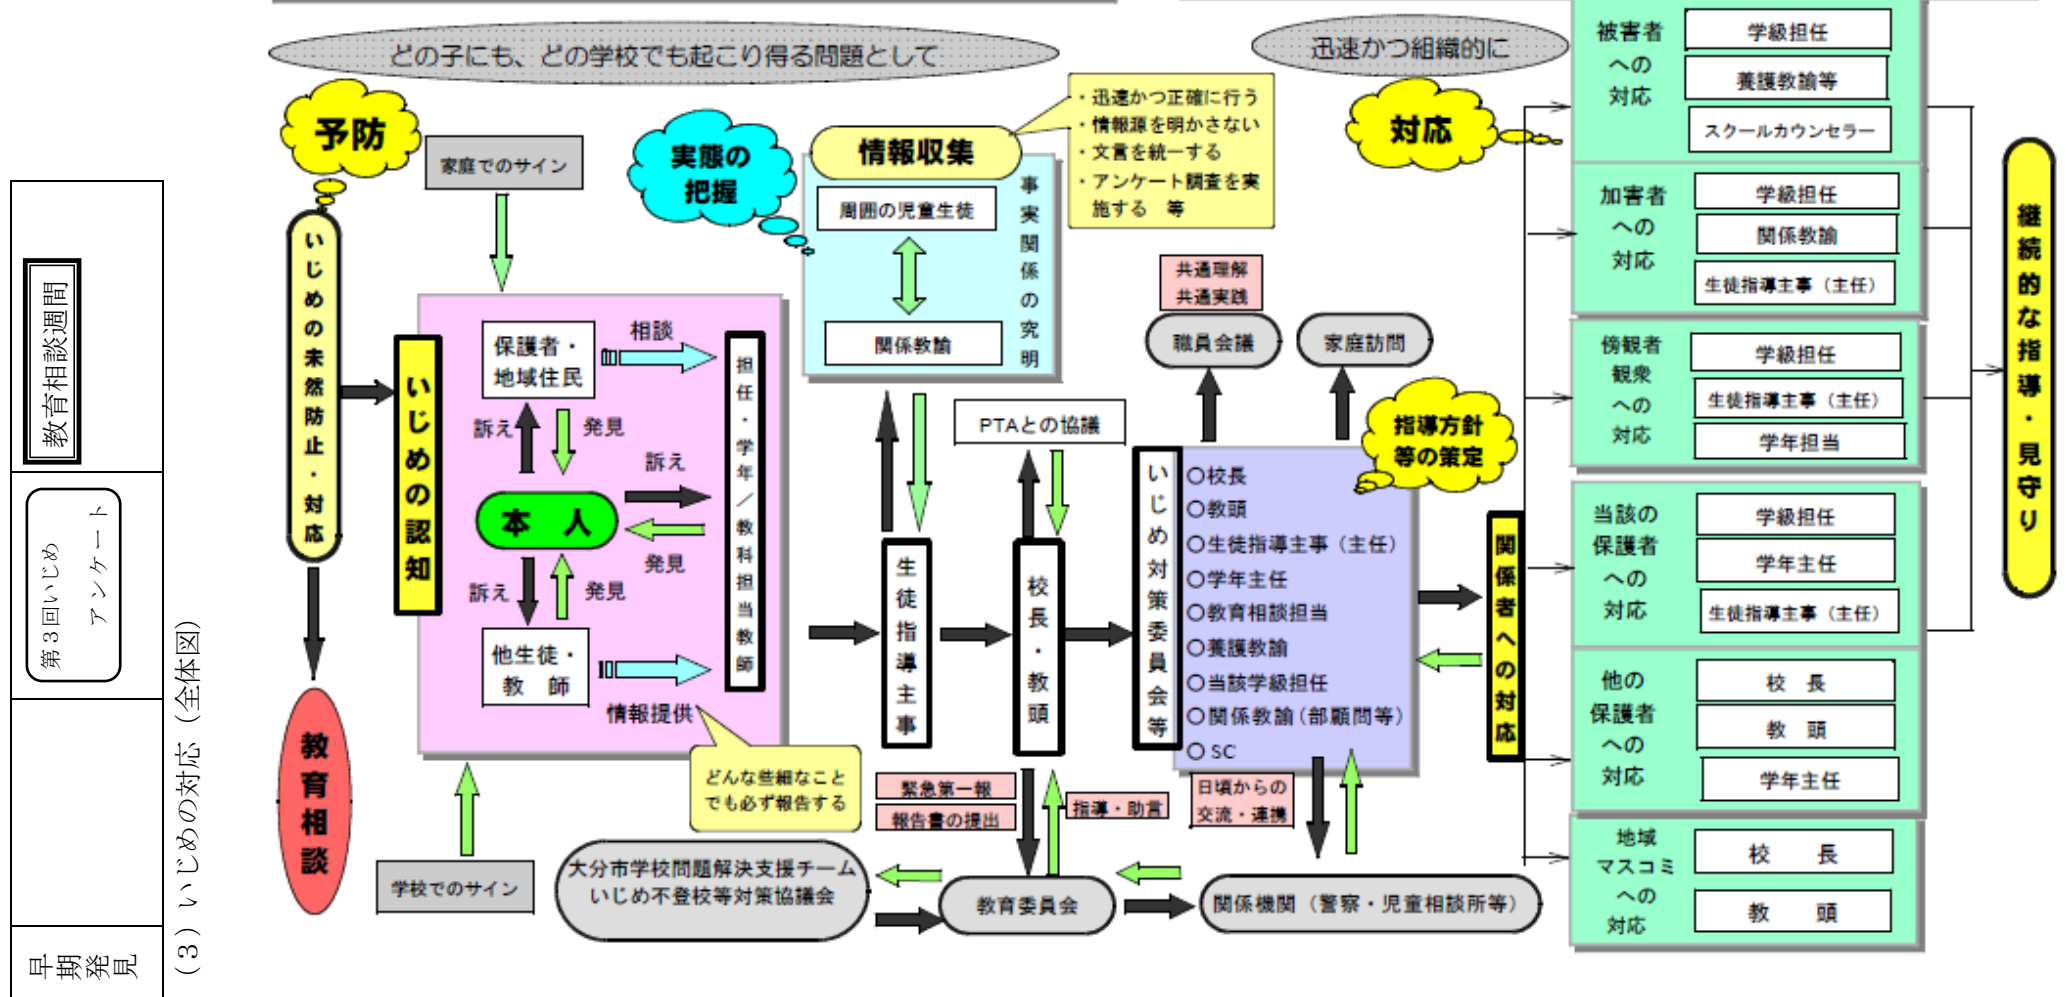 どの子にも、どの学校でも起こり得る問題として
迅速かつ組織的に
予防
家庭でのサイン
実態の
把握
情報収集
周囲の児童生徒
関係教諭
事実関係の究明
・迅速かつ正確に行う
・情報源を明かさない
・文言を統一する
・アンケート調査を実
施する　等
対応
いじめの未然防止・対応
教育相談
いじめの認知
保護者・
地域住民
相談
訴え
発見
訴え
本　人
発見
訴え
発見
他生徒・
教　師
情報提供
担任・学年／教科担当教師
どんな些細なこと
でも必ず報告する
学校でのサイン
生徒指導主事
校長・教頭
PTAとの協議
共通理解
共通実践
職員会議
家庭訪問
指導方針
等の策定
いじめ対策委員会等
○校長
○教頭
○生徒指導主事（主任）
○学年主任
○教育相談担当
○養護教諭
○当該学級担任
○関係教諭（部顧問等）
○SC
緊急第一報
報告書の提出
指導・助言
日頃からの
交流・連携
大分市学校問題解決支援チーム
いじめ不登校等対策協議会
教育委員会
関係機関（警察・児童相談所等）
関係者への対応
被害者
への
対応
学級担任
養護教諭等
スクールカウンセラー
加害者
への
対応
学級担任
関係教諭
生徒指導主事（主任）
傍観者
観衆
への
対応
学級担任
生徒指導主事（主任）
学年担当
当該の
保護者
への
対応
学級担任
学年主任
生徒指導主事（主任）
他の
保護者
への
対応
校　長
教　頭
学年主任
地域
マスコミ
への
対応
校　長
教　頭
継続的な指導・見守り
教育相談週間
第３回いじめ
アンケート
早期発見
（３）いじめの対応（全体図）